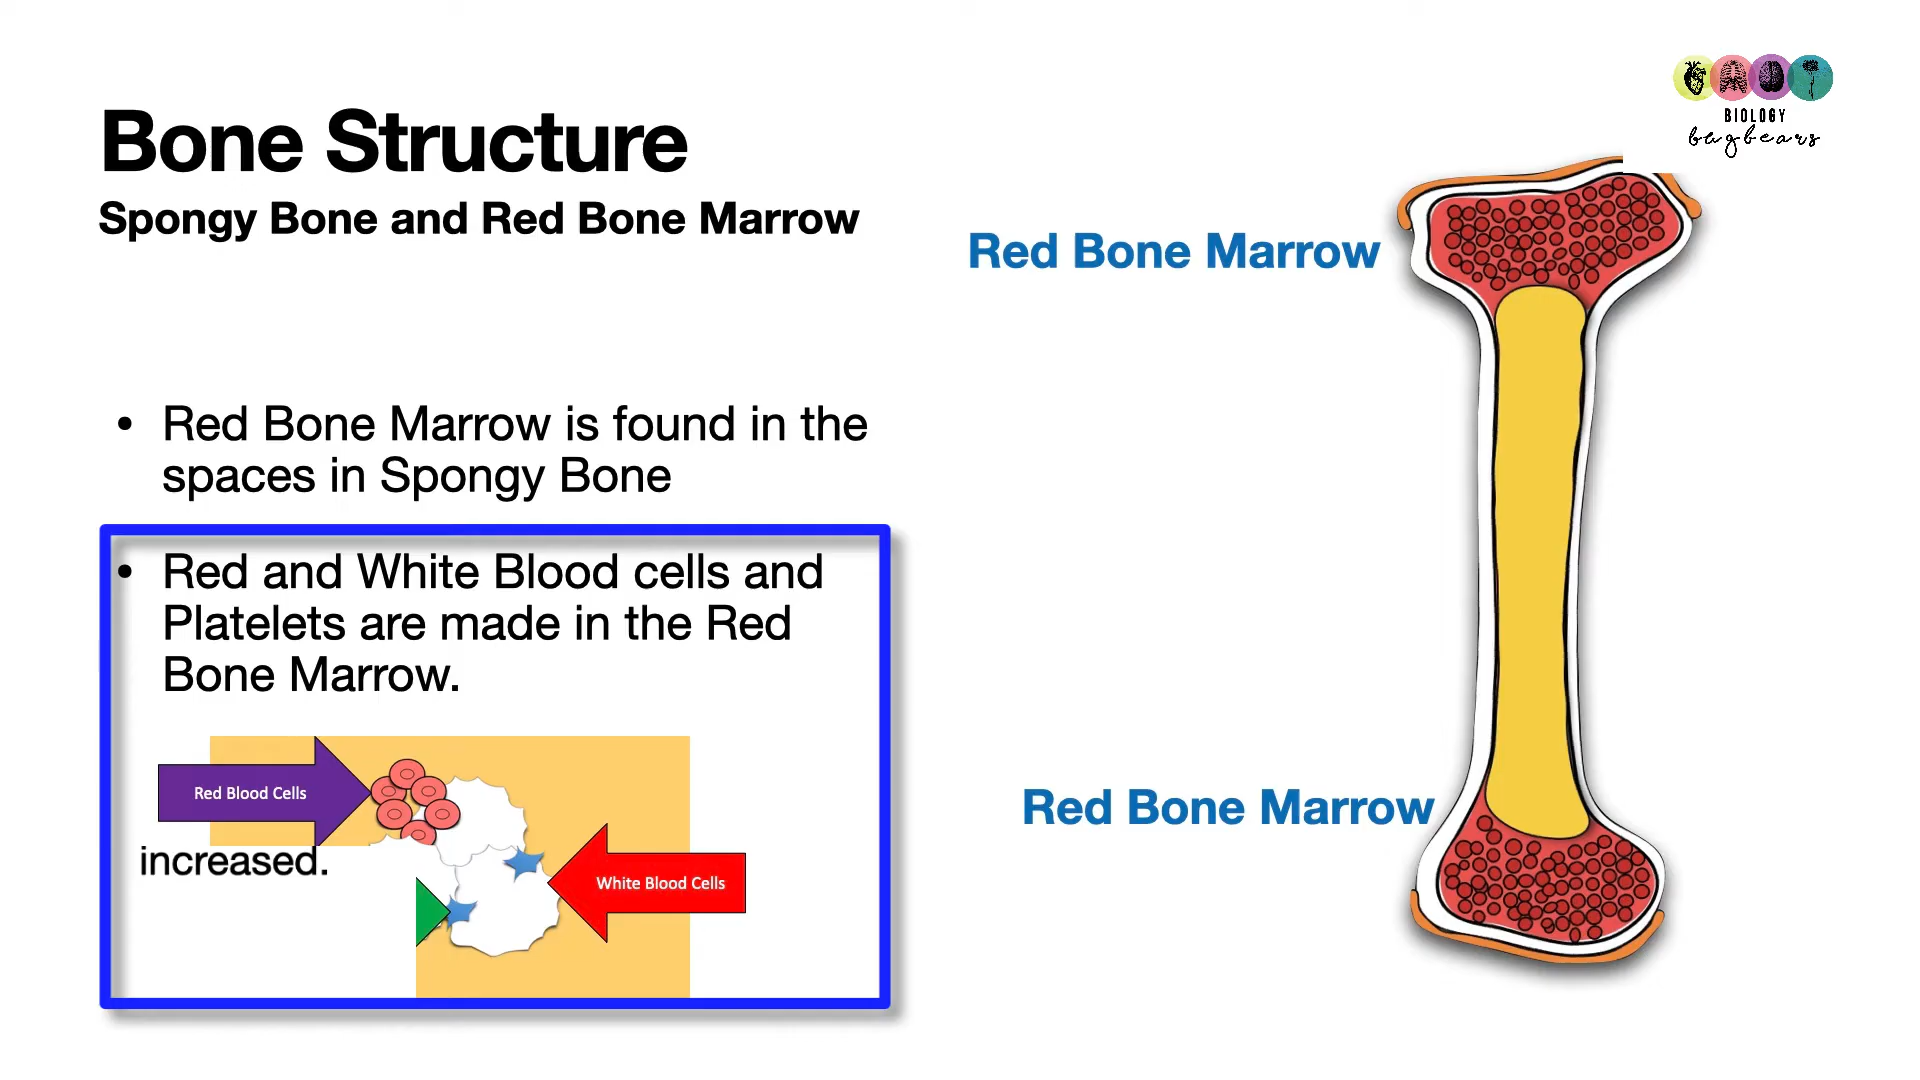 BIOLOGY
bugbears
Bone Structure
Spongy Bone and Red Bone Marrow
Red Bone Marrow
• Red Bone Marrow is found in the
spaces in Spongy Bone
• Red and White Blood cells and
Platelets are made in the Red
Bone Marrow.
Red Blood Cells
increased.
White Blood Cells
Red Bone Marrow